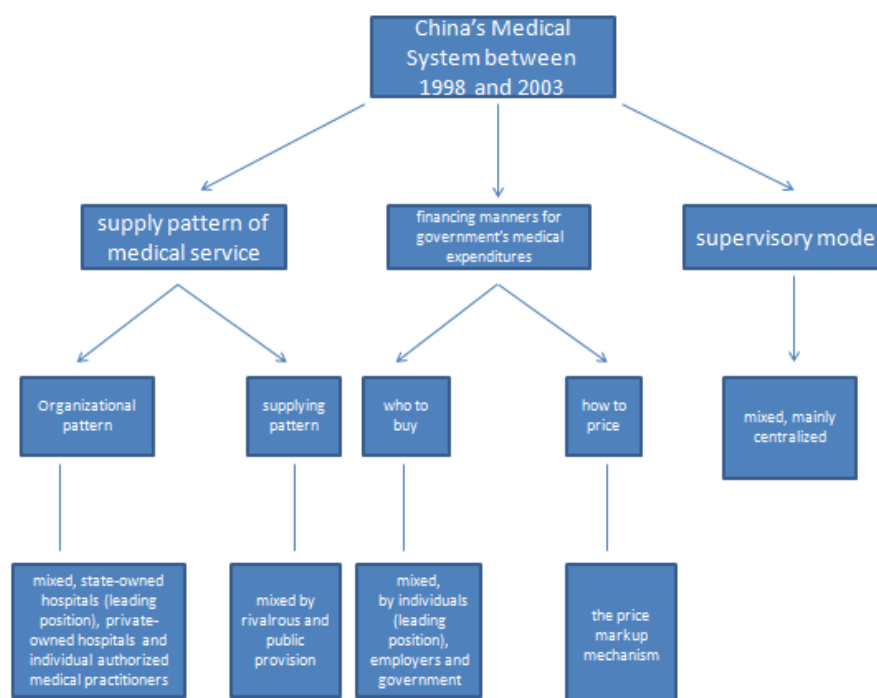 China’s Medical
System between
1998 and 2003
supply pattern of
medical service
financing manners for
government’s medical
expenditures
supervisory mode
Organizational
pattern
supplying
pattern
who to
buy
how to
price
mixed, mainly
centralized
mixed, state-owned
hospitals (leading
position), private-
owned hospitals and
individual authorized
medical practitioners
mixed by
rivalrous and
public
provision
mixed,
by individuals
(leading
position),
employers and
government
the price
markup
mechanism